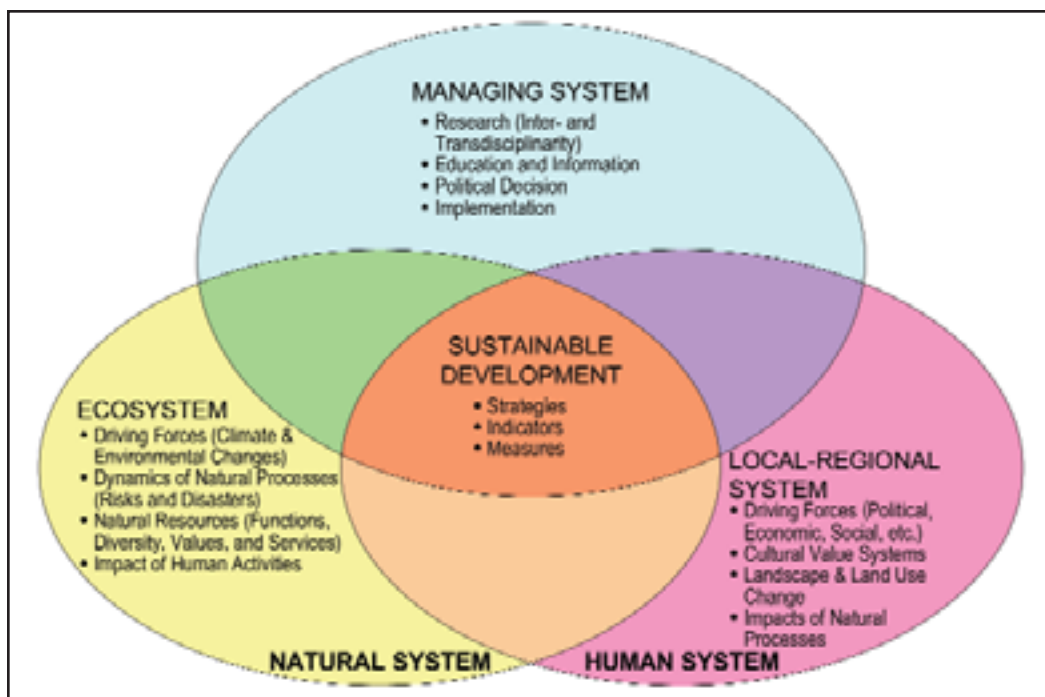 MANAGING SYSTEM
• Research (Inter- and
Transdisciplinarity)
• Education and Information
• Political Decision
• Implementation
SUSTAINABLE
DEVELOPMENT
• Strategies
• Indicators
• Measures
ECOSYSTEM
• Driving Forces (Climate &
Environmental Changes)
• Dynamics of Natural Processes
(Risks and Disasters)
• Natural Resources (Functions,
Diversity, Values, and Services)
• Impact of Human Activities
LOCAL-REGIONAL
SYSTEM
• Driving Forces (Political,
Economic, Social, etc.)
• Cultural Value Systems
• Landscape & Land Use
Change
• Impacts of Natural
Processes
NATURAL SYSTEM
HUMAN SYSTEM